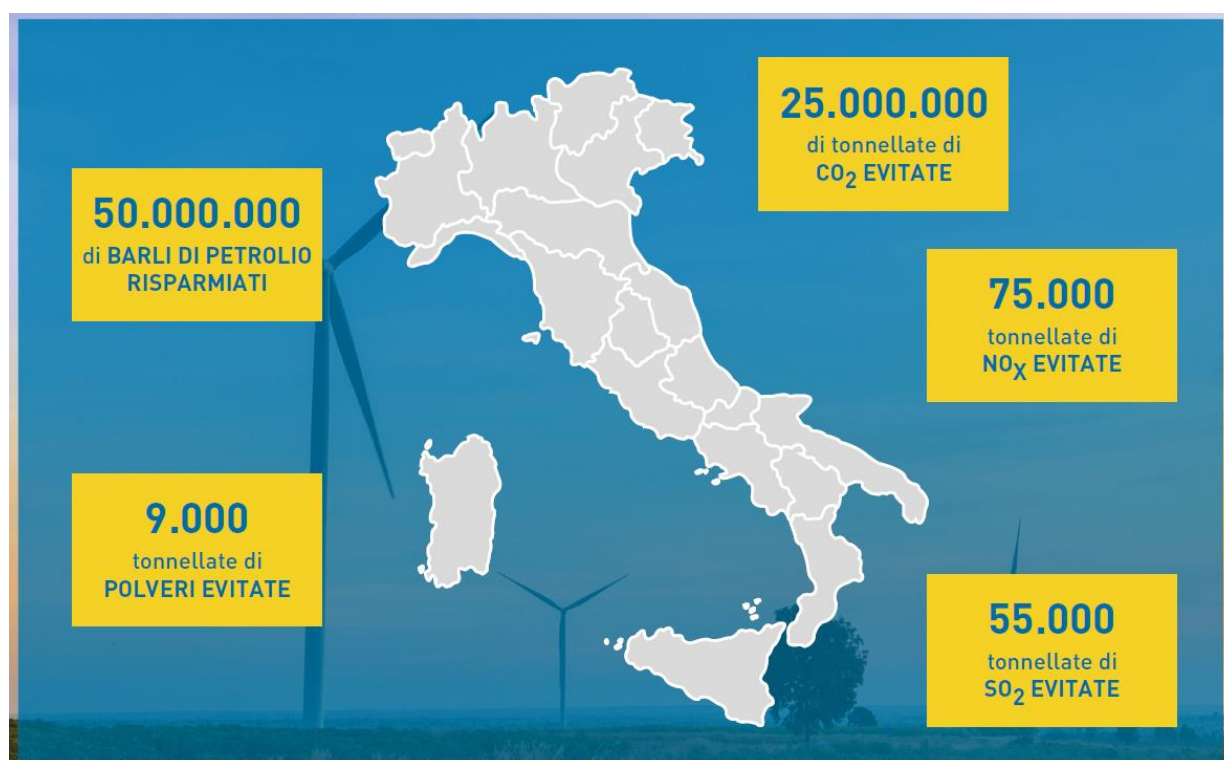 25.000.000
di tonnellate di
CO₂ EVITATE
50.000.000
di BARLI DI PETROLIO
RISPARMIATI
75.000
tonnellate di
NOX EVITATE
9.000
tonnellate di
POLVERI EVITATE
55.000
tonnellate di
SO₂ EVITATE